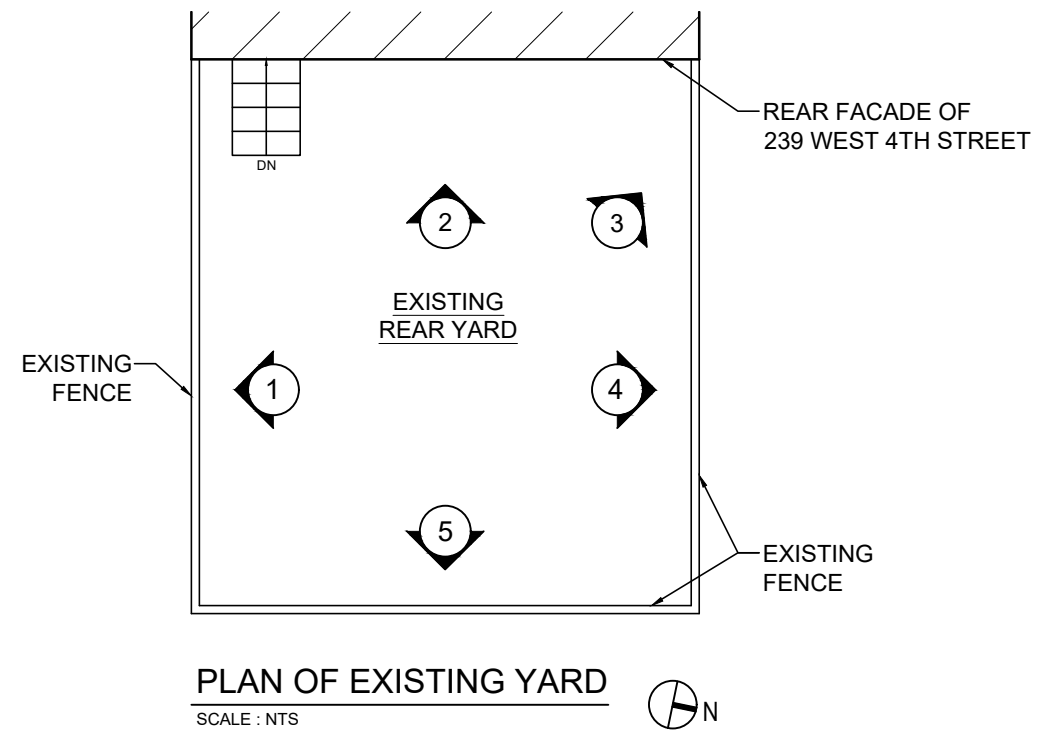 REAR FACADE OF
239 WEST 4TH STREET
DN
2
3
EXISTING
REAR YARD
EXISTING
FENCE
1
4
5
EXISTING
FENCE
PLAN OF EXISTING YARD
SCALE : NTS
N